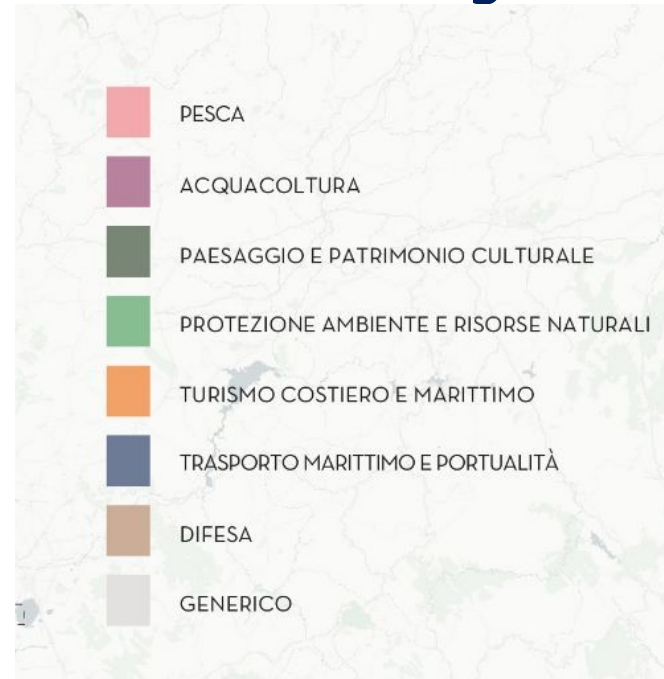 PESCA
ACQUACOLTURA
PAESAGGIO E PATRIMONIO CULTURALE
PROTEZIONE AMBIENTE E RISORSE NATURALI
TURISMO COSTIERO E MARITTIMO
TRASPORTO MARITTIMO E PORTUALITÀ
DIFESA
GENERICO